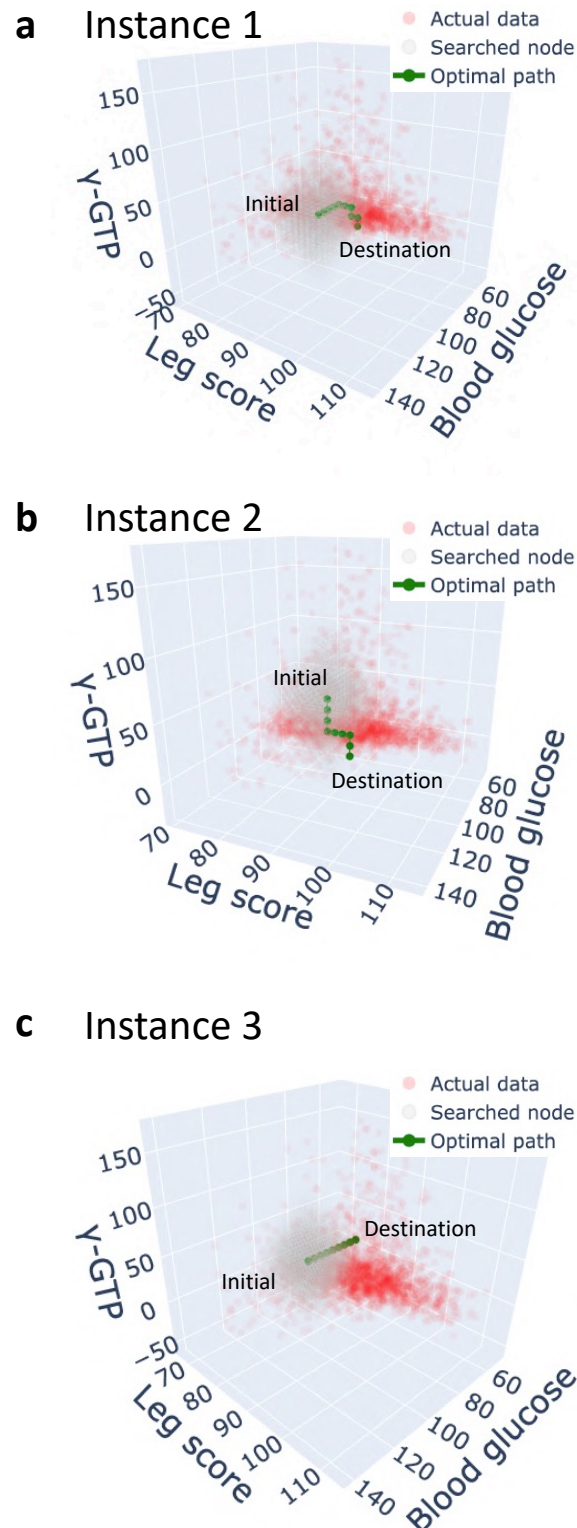 a Instance 1
Actual data
Searched node
Optimal path
150
100
50
0
−50
γ-GTP
Initial
Destination
70
80
90
100
110
Leg score
60
80
100
120
140
Blood glucose
b Instance 2
Actual data
Searched node
Optimal path
150
100
50
0
γ-GTP
Initial
Destination
70
80
90
100
110
Leg score
60
80
100
120
140
Blood glucose
c Instance 3
Actual data
Searched node
Optimal path
150
100
50
0
−50
γ-GTP
Destination
Initial
70
80
90
100
110
Leg score
60
80
100
120
140
Blood glucose